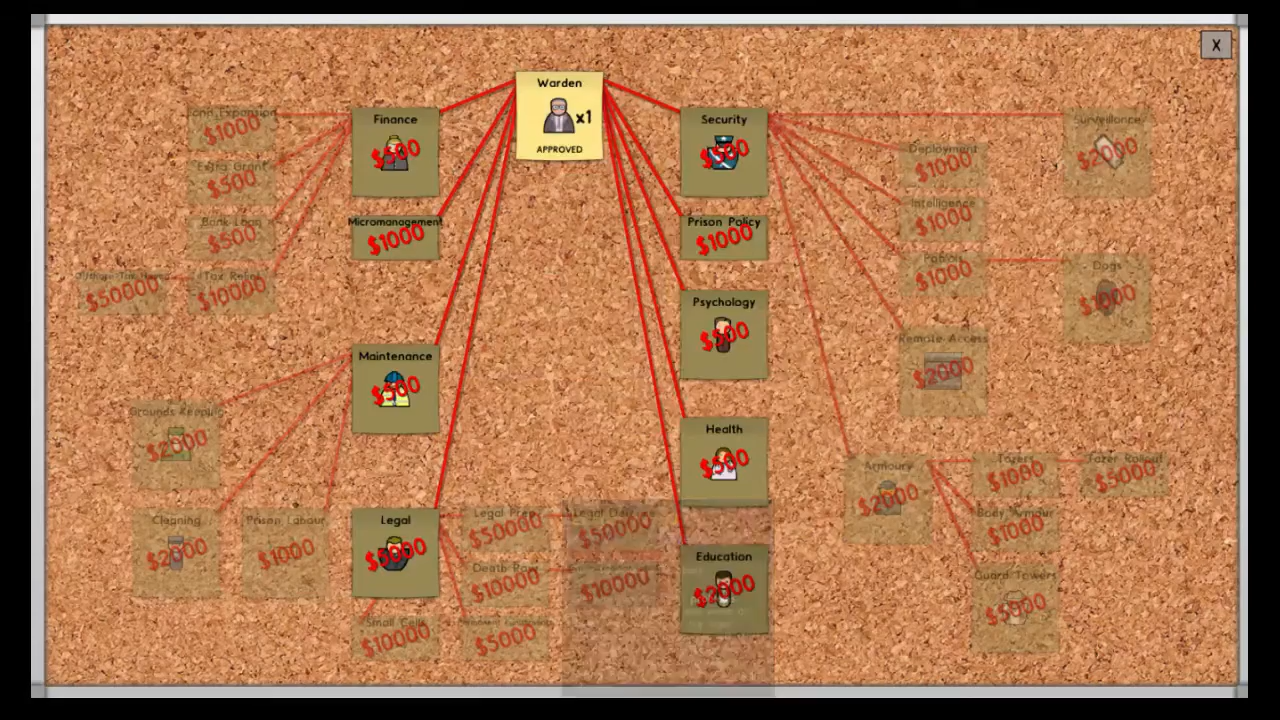 X
Warden
x1
APPROVED
Finance
$500
Security
$500
$1000
Extra Grant
$500
Bank Loan
$500
Tax Relief
$10000
$50000
Micromanagement
$1000
Prison Policy
$1000
Surveillance
$2000
Deployment
$1000
Intelligence
$1000
Patrols
$1000
Dogs
$1000
Psychology
$500
Remote Access
$2000
Maintenance
$500
Grounds Keeping
$2000
Health
$500
Armoury
$2000
Tazers
$1000
Tazer Rollout
$5000
Body Armour
$1000
Cleaning
$2000
Prison Labour
$1000
Legal
$5000
Legal Prep
$50000
$50000
Death Row
$10000
$10000
Education
$2000
Guard Towers
$5000
Small Cells
$10000
$5000